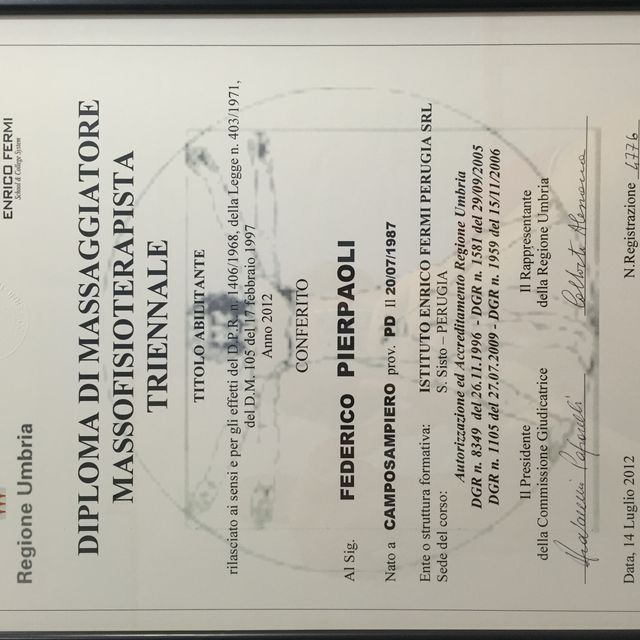 Regione Umbria
ENRICO FERMI
School & College System
DIPLOMA DI MASSAGGIATORE
MASSOFISIOTERAPISTA
TRIENNALE
TITOLO ABILITANTE
rilasciato ai sensi e per gli effetti del D.P.R. n. 1406/1968, della Legge n. 403/1971,
del D.M. 105 del 17 febbraio 1997
Anno 2012
CONFERITO
Al Sig. FEDERICO PIERPAOLI
Nato a CAMPOSAMPIERO prov. PD Il 20/07/1987
Ente o struttura formativa: ISTITUTO ENRICO FERMI PERUGIA SRL
Sede del corso: S. Sisto – PERUGIA
Autorizzazione ed Accreditamento Regione Umbria
DGR n. 8349 del 26.11.1996 - DGR n. 1581 del 29/09/2005
DGR n. 1105 del 27.07.2009 - DGR n. 1959 del 15/11/2006
Il Presidente Il Rappresentante
della Commissione Giudicatrice della Regione Umbria
Data, 14 Luglio 2012 N.Registrazione 4776